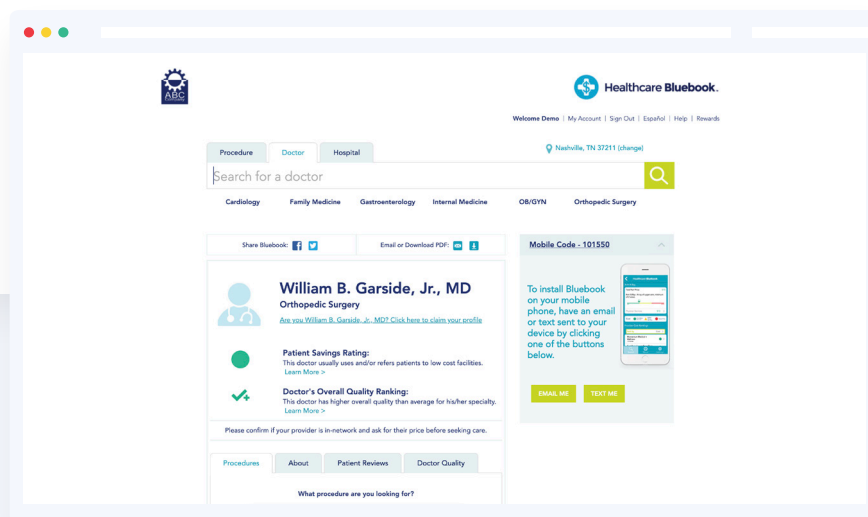 ABC
Healthcare Bluebook.
Welcome Demo | My Account | Sign Out | Español | Help | Rewards
Procedure
Doctor
Hospital
Nashville, TN 37211 (change)
Search for a doctor
Cardiology
Family Medicine
Gastroenterology
Internal Medicine
OB/GYN
Orthopedic Surgery
Share Bluebook:
Email or Download PDF:
Mobile Code - 101550
William B. Garside, Jr., MD
Orthopedic Surgery
Are you William B. Garside, Jr., MD? Click here to claim your profile
To install Bluebook
on your mobile
phone, have an email
or text sent to your
device by clicking
one of the buttons
below.
EMAIL ME
TEXT ME
Patient Savings Rating:
This doctor usually uses and/or refers patients to low cost facilities.
Learn More >
Doctor's Overall Quality Ranking:
This doctor has higher overall quality than average for his/her specialty.
Learn More >
Please confirm if your provider is in-network and ask for their price before seeking care.
Procedures
About
Patient Reviews
Doctor Quality
What procedure are you looking for?